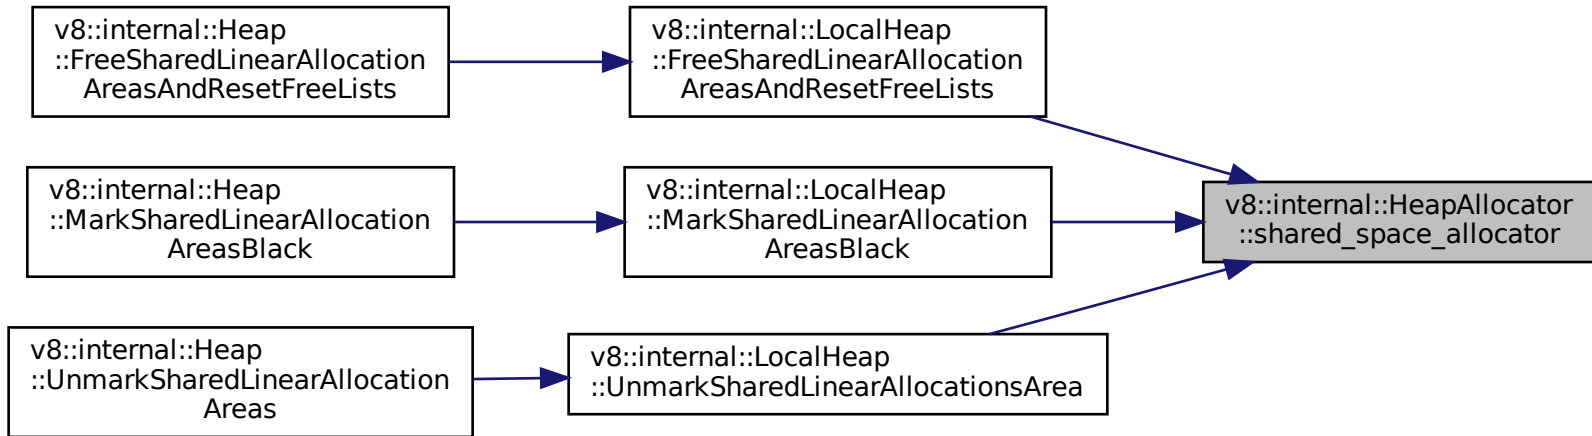 v8::internal::Heap
::FreeSharedLinearAllocation
AreasAndResetFreeLists
v8::internal::LocalHeap
::FreeSharedLinearAllocation
AreasAndResetFreeLists
v8::internal::Heap
::MarkSharedLinearAllocation
AreasBlack
v8::internal::LocalHeap
::MarkSharedLinearAllocation
AreasBlack
v8::internal::HeapAllocator
::shared_space_allocator
v8::internal::Heap
::UnmarkSharedLinearAllocation
Areas
v8::internal::LocalHeap
::UnmarkSharedLinearAllocationsArea